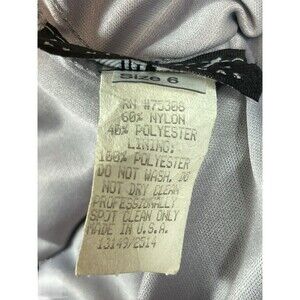 Size 6
RN #75308
60% NYLON
40% POLYESTER
LINING:
100% POLYESTER
DO NOT WASH, DO
NOT DRY CLEAN
PROFESSIONALLY
SPOT CLEAN ONLY
MADE IN U.S.A.
13149/2514